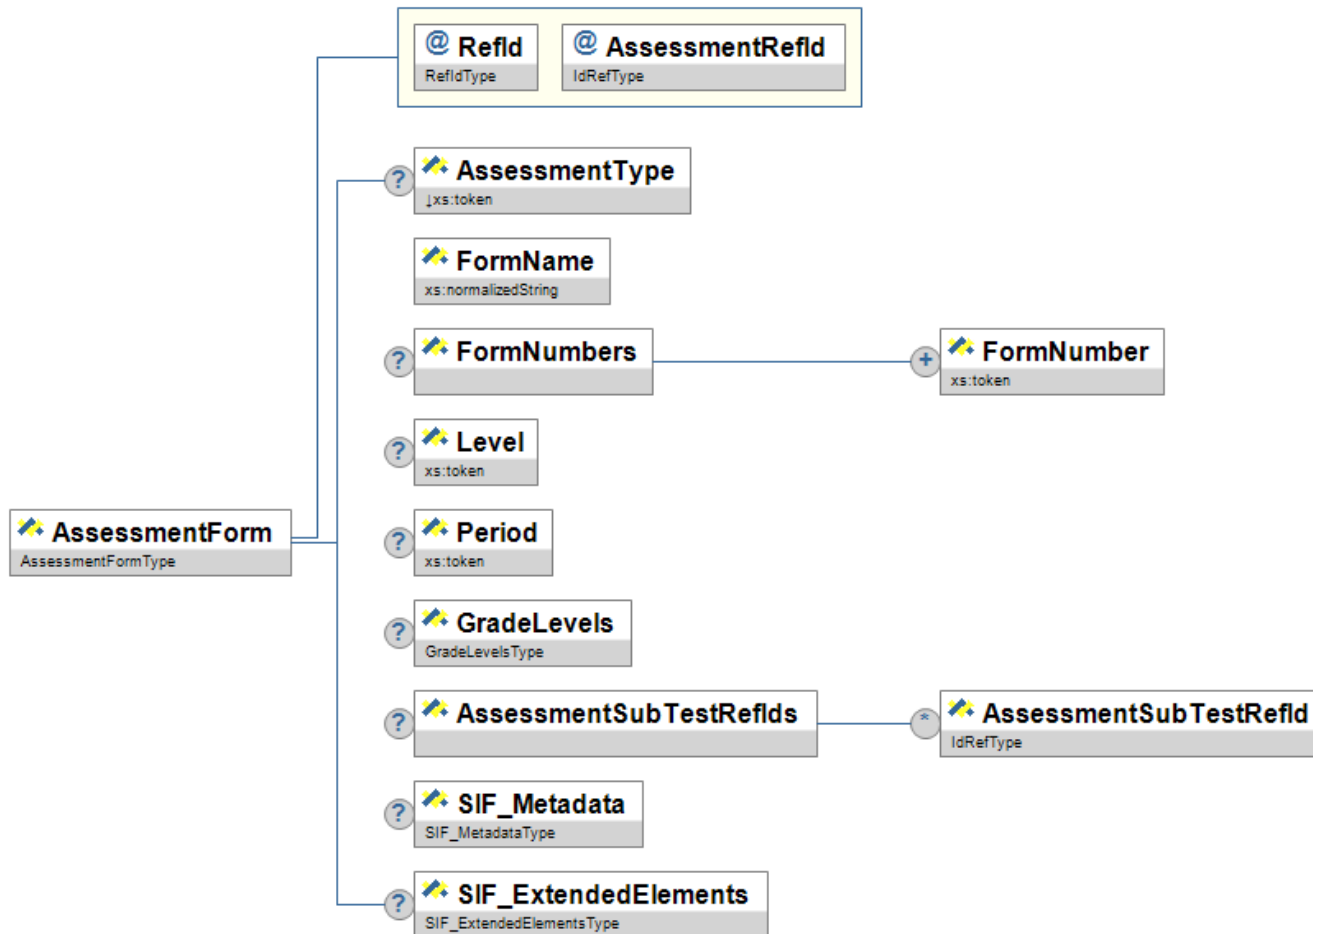 @ RefId
RefIdType
@ AssessmentRefId
IdRefType
? AssessmentType
↓xs:token
FormName
xs:normalizedString
? FormNumbers
+ FormNumber
xs:token
? Level
xs:token
AssessmentForm
AssessmentFormType
? Period
xs:token
? GradeLevels
GradeLevelsType
? AssessmentSubTestRefIds
* AssessmentSubTestRefId
IdRefType
? SIF_Metadata
SIF_MetadataType
? SIF_ExtendedElements
SIF_ExtendedElementsType